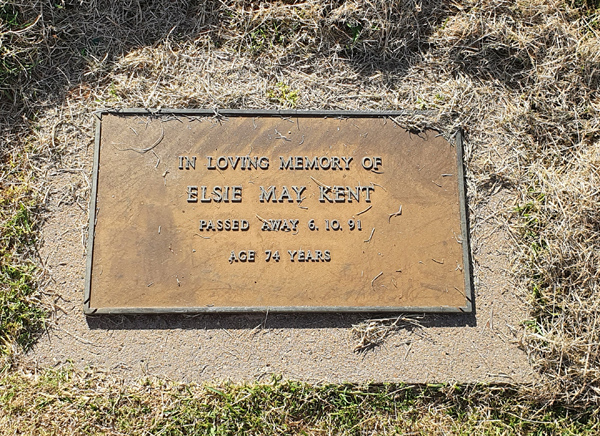 IN LOVING MEMORY OF
ELSIE MAY KENT
PASSED AWAY 6.10.91
AGE 74 YEARS